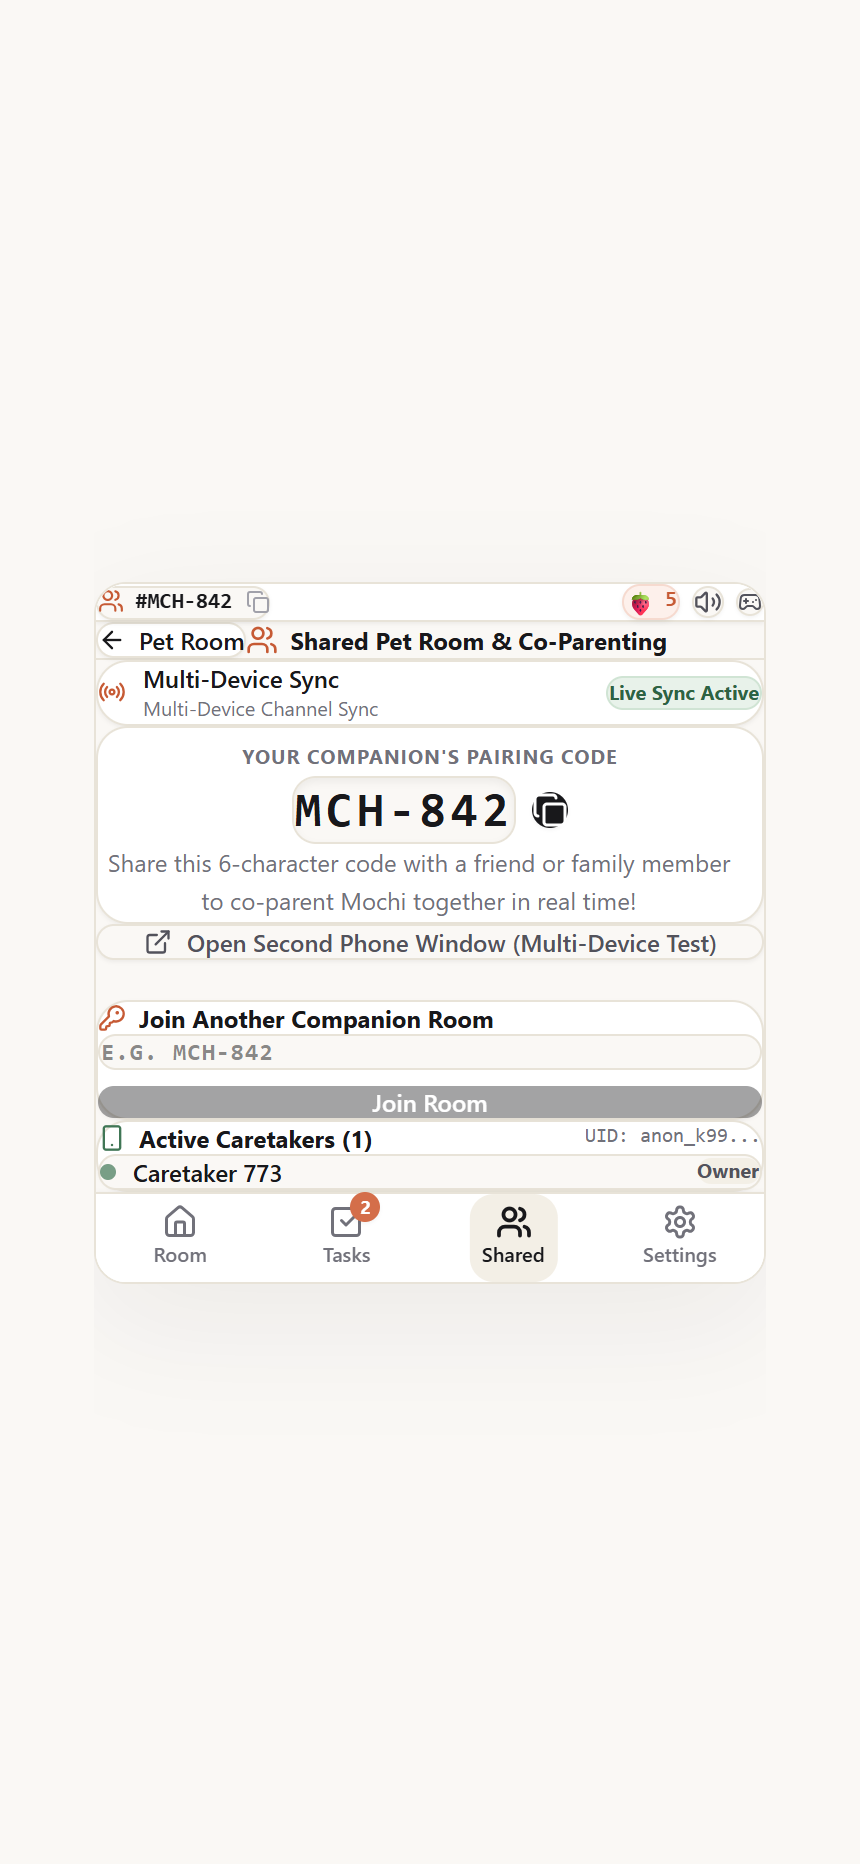 #MCH-842
5
Pet Room
Shared Pet Room & Co-Parenting
Multi-Device Sync
Multi-Device Channel Sync
Live Sync Active
YOUR COMPANION'S PAIRING CODE
MCH-842
Share this 6-character code with a friend or family member
to co-parent Mochi together in real time!
Open Second Phone Window (Multi-Device Test)
Join Another Companion Room
E.G. MCH-842
Join Room
Active Caretakers (1)
UID: anon_k99...
Caretaker 773
Owner
2
Room
Tasks
Shared
Settings